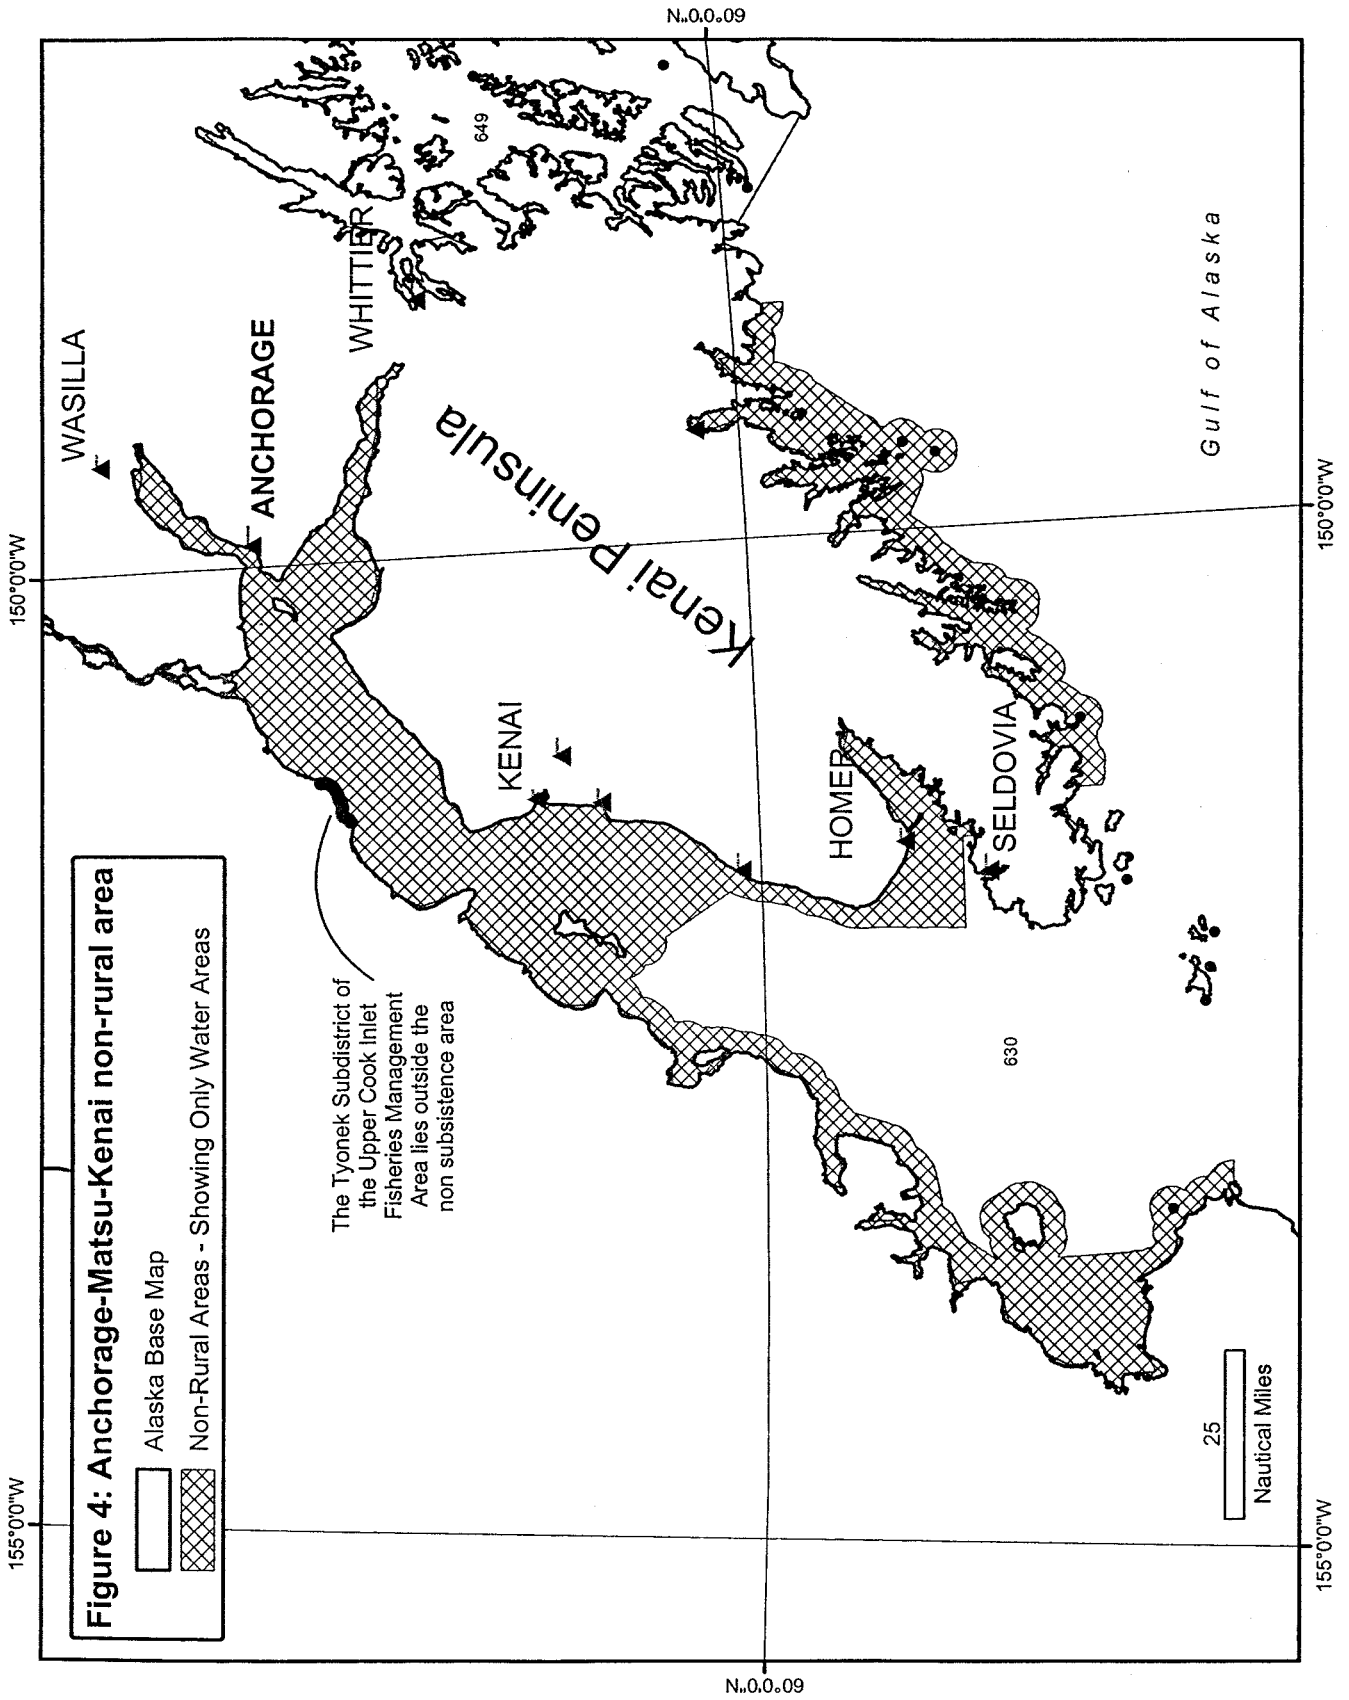 Figure 4: Anchorage-Matsu-Kenai non-rural area
Alaska Base Map
Non-Rural Areas - Showing Only Water Areas
The Tyonek Subdistrict of
the Upper Cook Inlet
Fisheries Management
Area lies outside the
non subsistence area
WASILLA
ANCHORAGE
WHITTIER
Kenai Peninsula
KENAI
HOMER
SELDOVIA
Gulf of Alaska
649
630
25
Nautical Miles
155°0'0"W
150°0'0"W
155°0'0"W
150°0'0"W
60°0'0"N
60°0'0"N